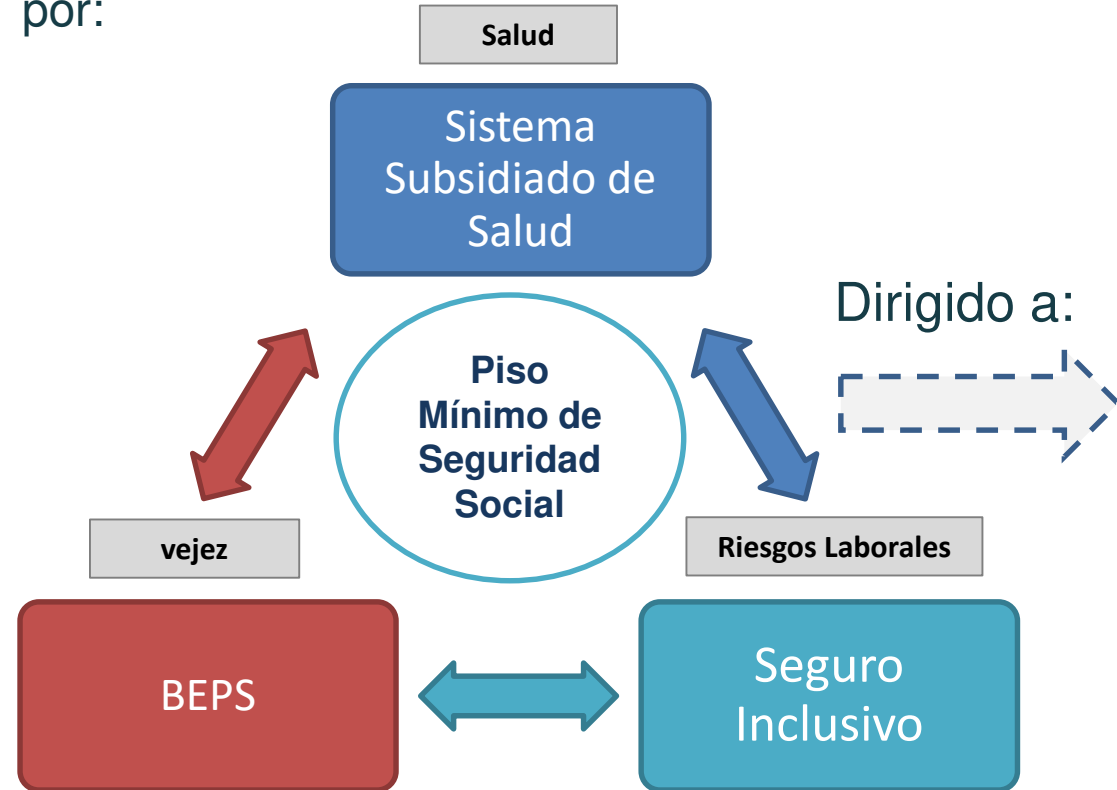 por:
Salud
Sistema
Subsidiado de
Salud
Dirigido a:
Piso
Mínimo de
Seguridad
Social
vejez
Riesgos Laborales
BEPS
Seguro
Inclusivo